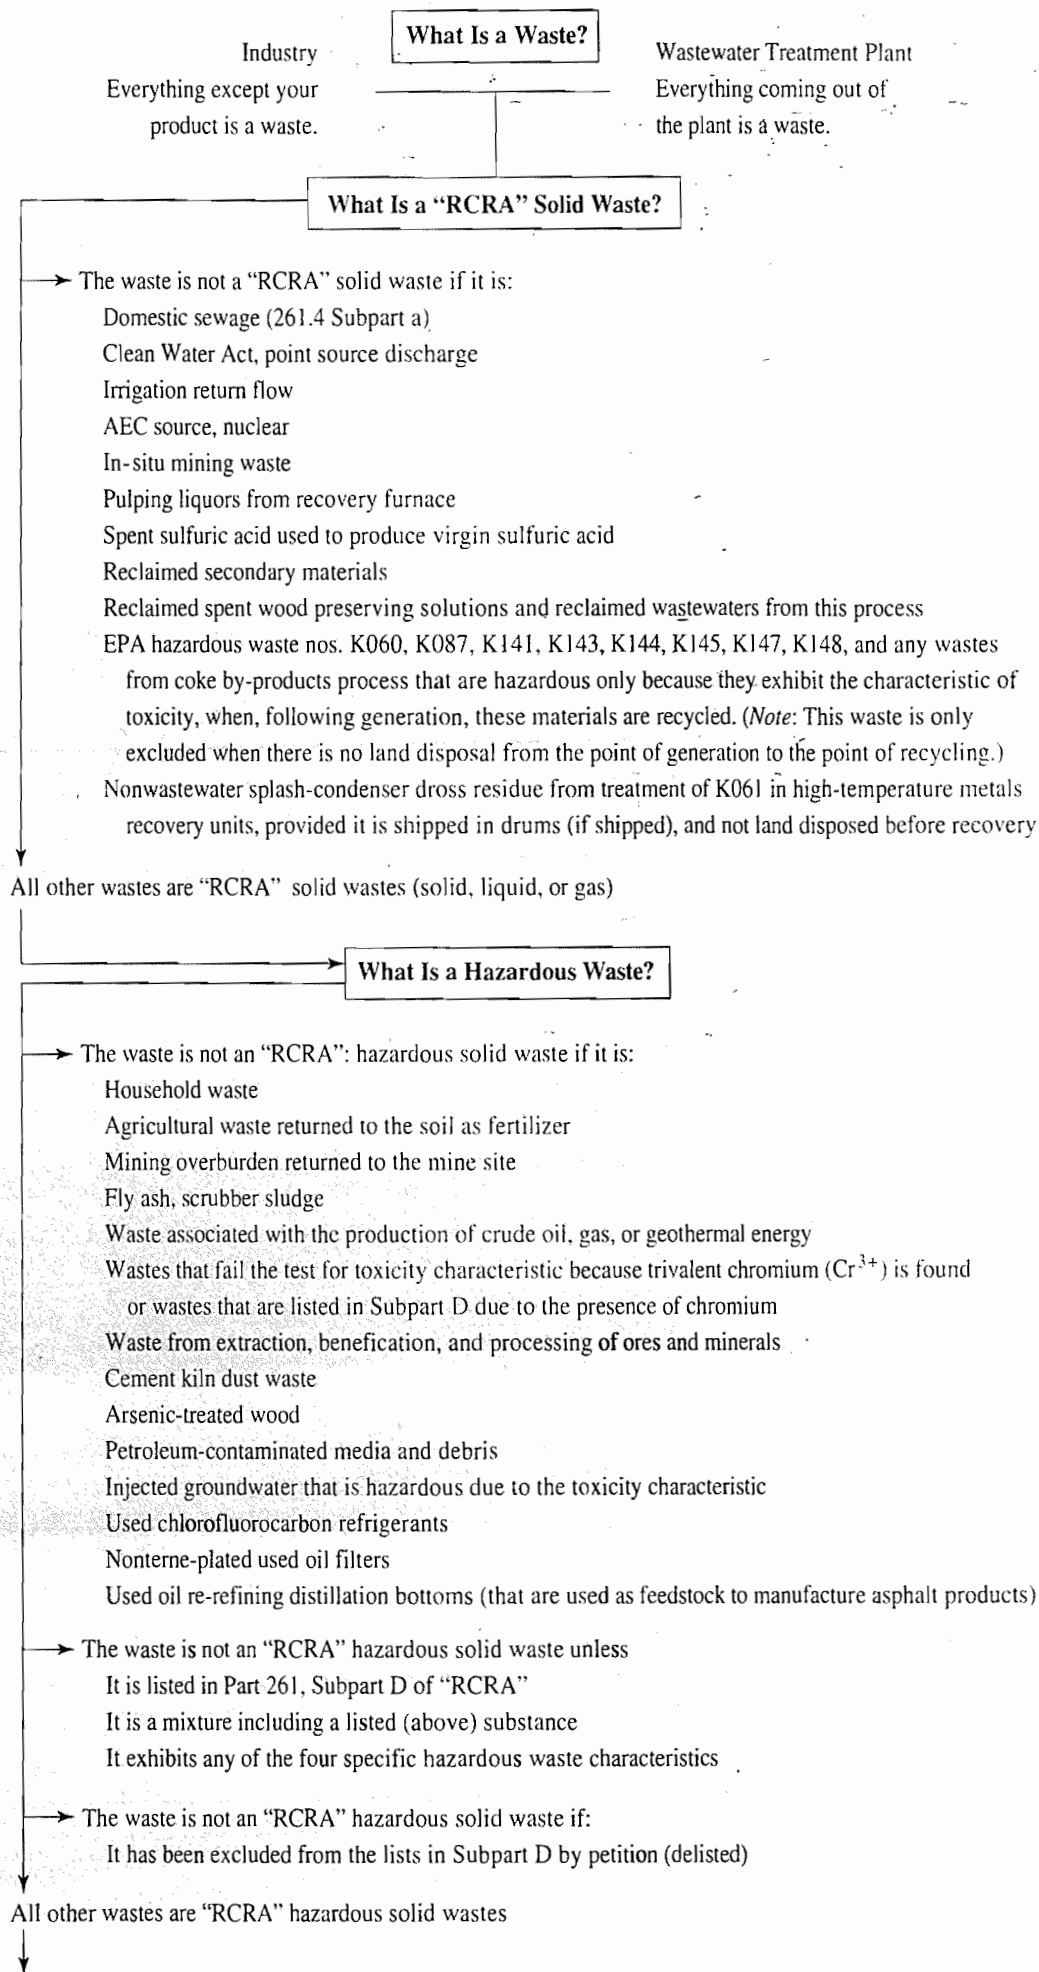 What Is a Waste?
Industry
Everything except your
product is a waste.
Wastewater Treatment Plant
Everything coming out of
the plant is a waste.
What Is a “RCRA” Solid Waste?
The waste is not a “RCRA” solid waste if it is:
Domestic sewage (261.4 Subpart a)
Clean Water Act, point source discharge
Irrigation return flow
AEC source, nuclear
In-situ mining waste
Pulping liquors from recovery furnace
Spent sulfuric acid used to produce virgin sulfuric acid
Reclaimed secondary materials
Reclaimed spent wood preserving solutions and reclaimed wastewaters from this process
EPA hazardous waste nos. K060, K087, K141, K143, K144, K145, K147, K148, and any wastes
from coke by-products process that are hazardous only because they exhibit the characteristic of
toxicity, when, following generation, these materials are recycled. (Note: This waste is only
excluded when there is no land disposal from the point of generation to the point of recycling.)
Nonwastewater splash-condenser dross residue from treatment of K061 in high-temperature metals
recovery units, provided it is shipped in drums (if shipped), and not land disposed before recovery
All other wastes are “RCRA” solid wastes (solid, liquid, or gas)
What Is a Hazardous Waste?
The waste is not an “RCRA”: hazardous solid waste if it is:
Household waste
Agricultural waste returned to the soil as fertilizer
Mining overburden returned to the mine site
Fly ash, scrubber sludge
Waste associated with the production of crude oil, gas, or geothermal energy
Wastes that fail the test for toxicity characteristic because trivalent chromium (Cr³⁺) is found
or wastes that are listed in Subpart D due to the presence of chromium
Waste from extraction, benefication, and processing of ores and minerals
Cement kiln dust waste
Arsenic-treated wood
Petroleum-contaminated media and debris
Injected groundwater that is hazardous due to the toxicity characteristic
Used chlorofluorocarbon refrigerants
Nonterne-plated used oil filters
Used oil re-refining distillation bottoms (that are used as feedstock to manufacture asphalt products)
The waste is not an “RCRA” hazardous solid waste unless
It is listed in Part 261, Subpart D of “RCRA”
It is a mixture including a listed (above) substance
It exhibits any of the four specific hazardous waste characteristics
The waste is not an “RCRA” hazardous solid waste if:
It has been excluded from the lists in Subpart D by petition (delisted)
All other wastes are “RCRA” hazardous solid wastes